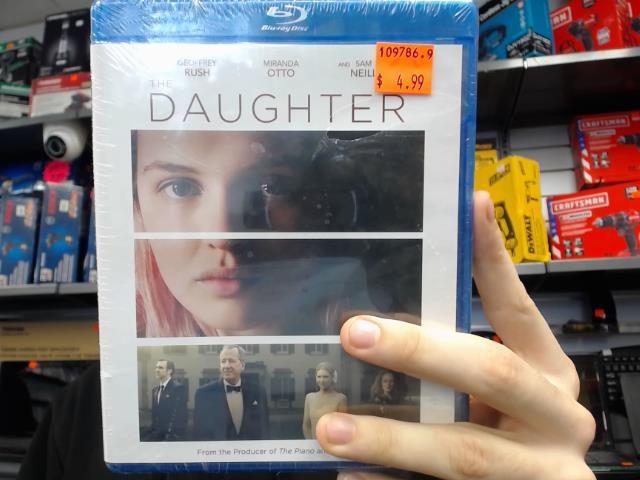 Blu-ray Disc
GEOFFREY RUSH
MIRANDA OTTO
AND SAM NEILL
109786.9
$ 4.99
THE
DAUGHTER
From the Producer of The Piano
CRAFTSMAN
CRAFTSMAN
DEWALT